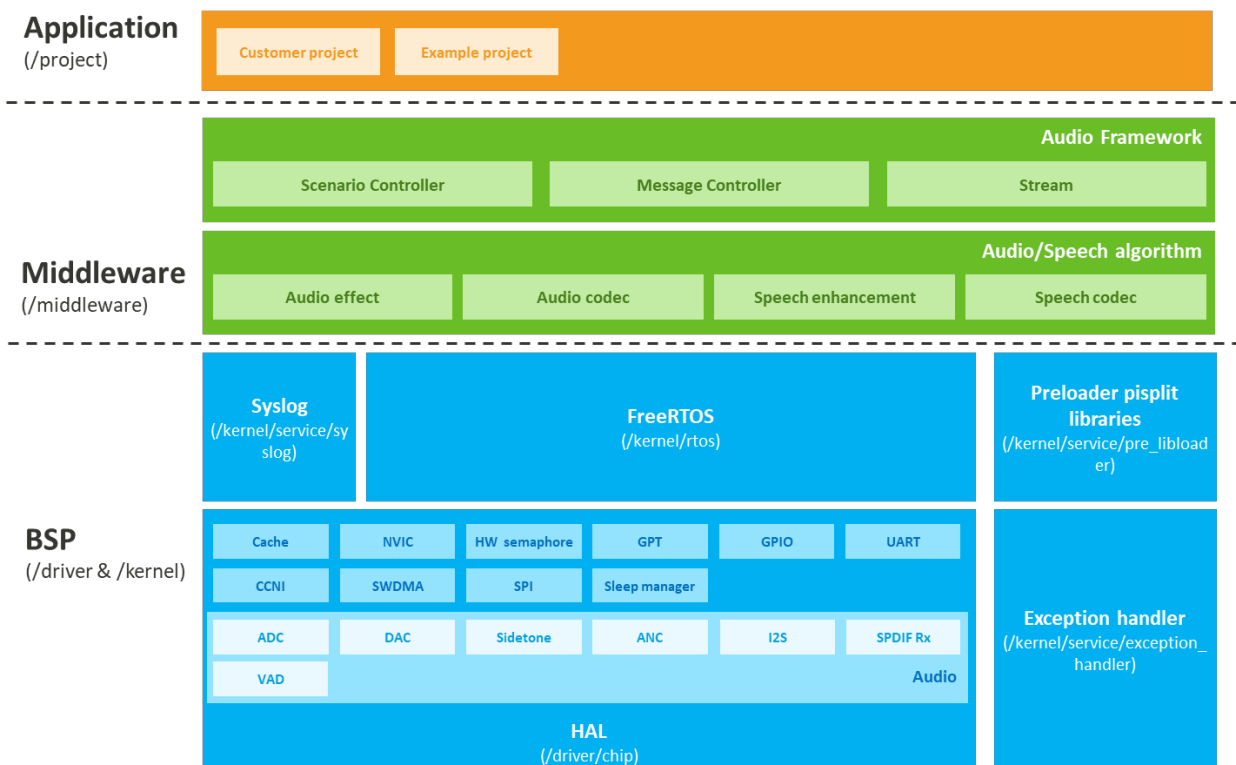 Application
(/project)
Customer project
Example project
Audio Framework
Scenario Controller
Message Controller
Stream
Middleware
(/middleware)
Audio/Speech algorithm
Audio effect
Audio codec
Speech enhancement
Speech codec
BSP
(/driver & /kernel)
Syslog
(/kernel/service/sy
slog)
FreeRTOS
(/kernel/rtos)
Preloader pisplit
libraries
(/kernel/service/pre_libload
er)
Cache
NVIC
HW semaphore
GPT
GPIO
UART
CCNI
SWDMA
SPI
Sleep manager
ADC
DAC
Sidetone
ANC
I2S
SPDIF Rx
VAD
Audio
HAL
(/driver/chip)
Exception handler
(/kernel/service/exception_
handler)